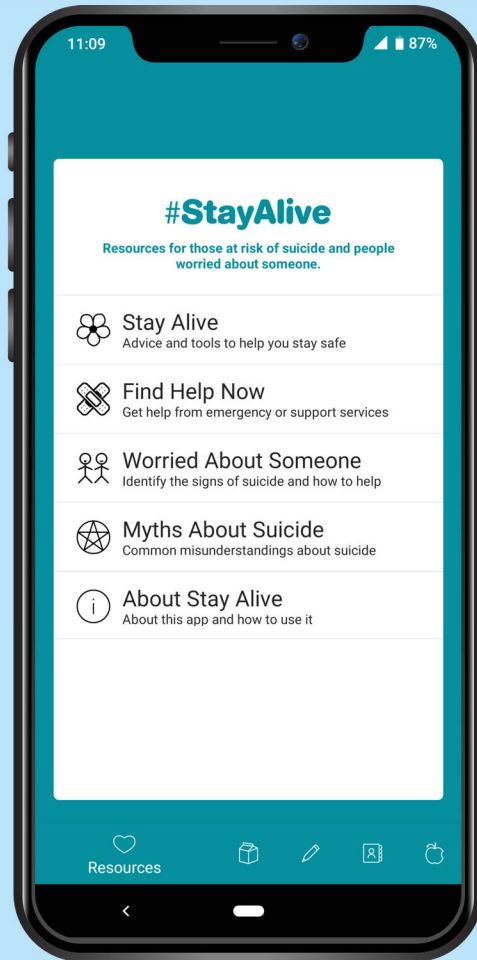 11:09
87%
#StayAlive
Resources for those at risk of suicide and people
worried about someone.
Stay Alive
Advice and tools to help you stay safe
Find Help Now
Get help from emergency or support services
Worried About Someone
Identify the signs of suicide and how to help
Myths About Suicide
Common misunderstandings about suicide
About Stay Alive
About this app and how to use it
Resources